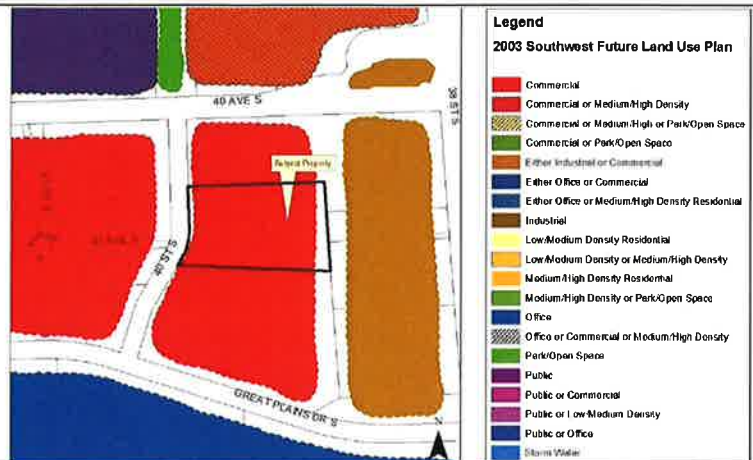 40 AVE S
38 ST S
Subject Property
40 ST S
GREAT PLAINS DR S
N
Legend
2003 Southwest Future Land Use Plan
Commercial
Commercial or Medium/High Density
Commercial or Medium/High or Park/Open Space
Commercial or Park/Open Space
Either Industrial or Commercial
Either Office or Commercial
Either Office or Medium/High Density Residential
Industrial
Low/Medium Density Residential
Low/Medium Density or Medium/High Density
Medium/High Density Residential
Medium/High Density or Park/Open Space
Office
Office or Commercial or Medium/High Density
Park/Open Space
Public
Public or Commercial
Public or Low/Medium Density
Public or Office
Storm Water